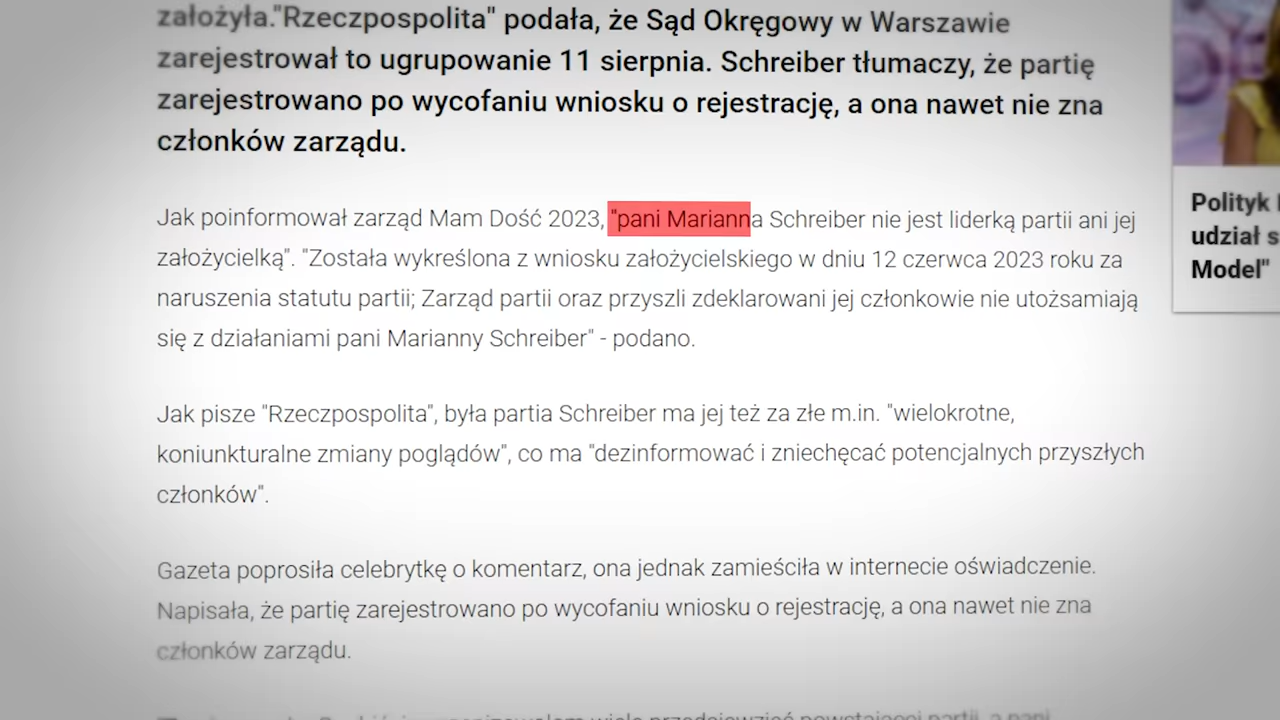 założyła."Rzeczpospolita" podała, że Sąd Okręgowy w Warszawie
zarejestrował to ugrupowanie 11 sierpnia. Schreiber tłumaczy, że partię
zarejestrowano po wycofaniu wniosku o rejestrację, a ona nawet nie zna
członków zarządu.
Jak poinformował zarząd Mam Dość 2023, "pani Marianna Schreiber nie jest liderką partii ani jej
założycielką". "Została wykreślona z wniosku założycielskiego w dniu 12 czerwca 2023 roku za
naruszenia statutu partii; Zarząd partii oraz przyszli zdeklarowani jej członkowie nie utożsamiają
się z działaniami pani Marianny Schreiber" - podano.
Jak pisze "Rzeczpospolita", była partia Schreiber ma jej też za złe m.in. "wielokrotne,
koniunkturalne zmiany poglądów", co ma "dezinformować i zniechęcać potencjalnych przyszłych
członków".
Gazeta poprosiła celebrytkę o komentarz, ona jednak zamieściła w internecie oświadczenie.
Napisała, że partię zarejestrowano po wycofaniu wniosku o rejestrację, a ona nawet nie zna
członków zarządu.
Polityk
udział
Model"